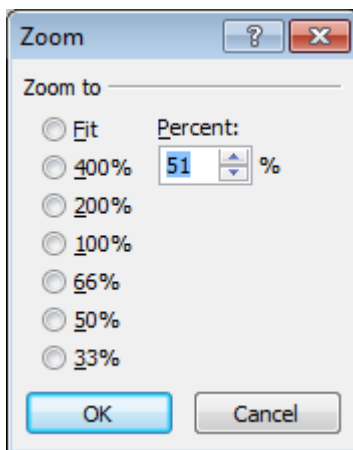 Zoom
Zoom to
Fit
Percent:
400%
51 %
200%
100%
66%
50%
33%
OK
Cancel